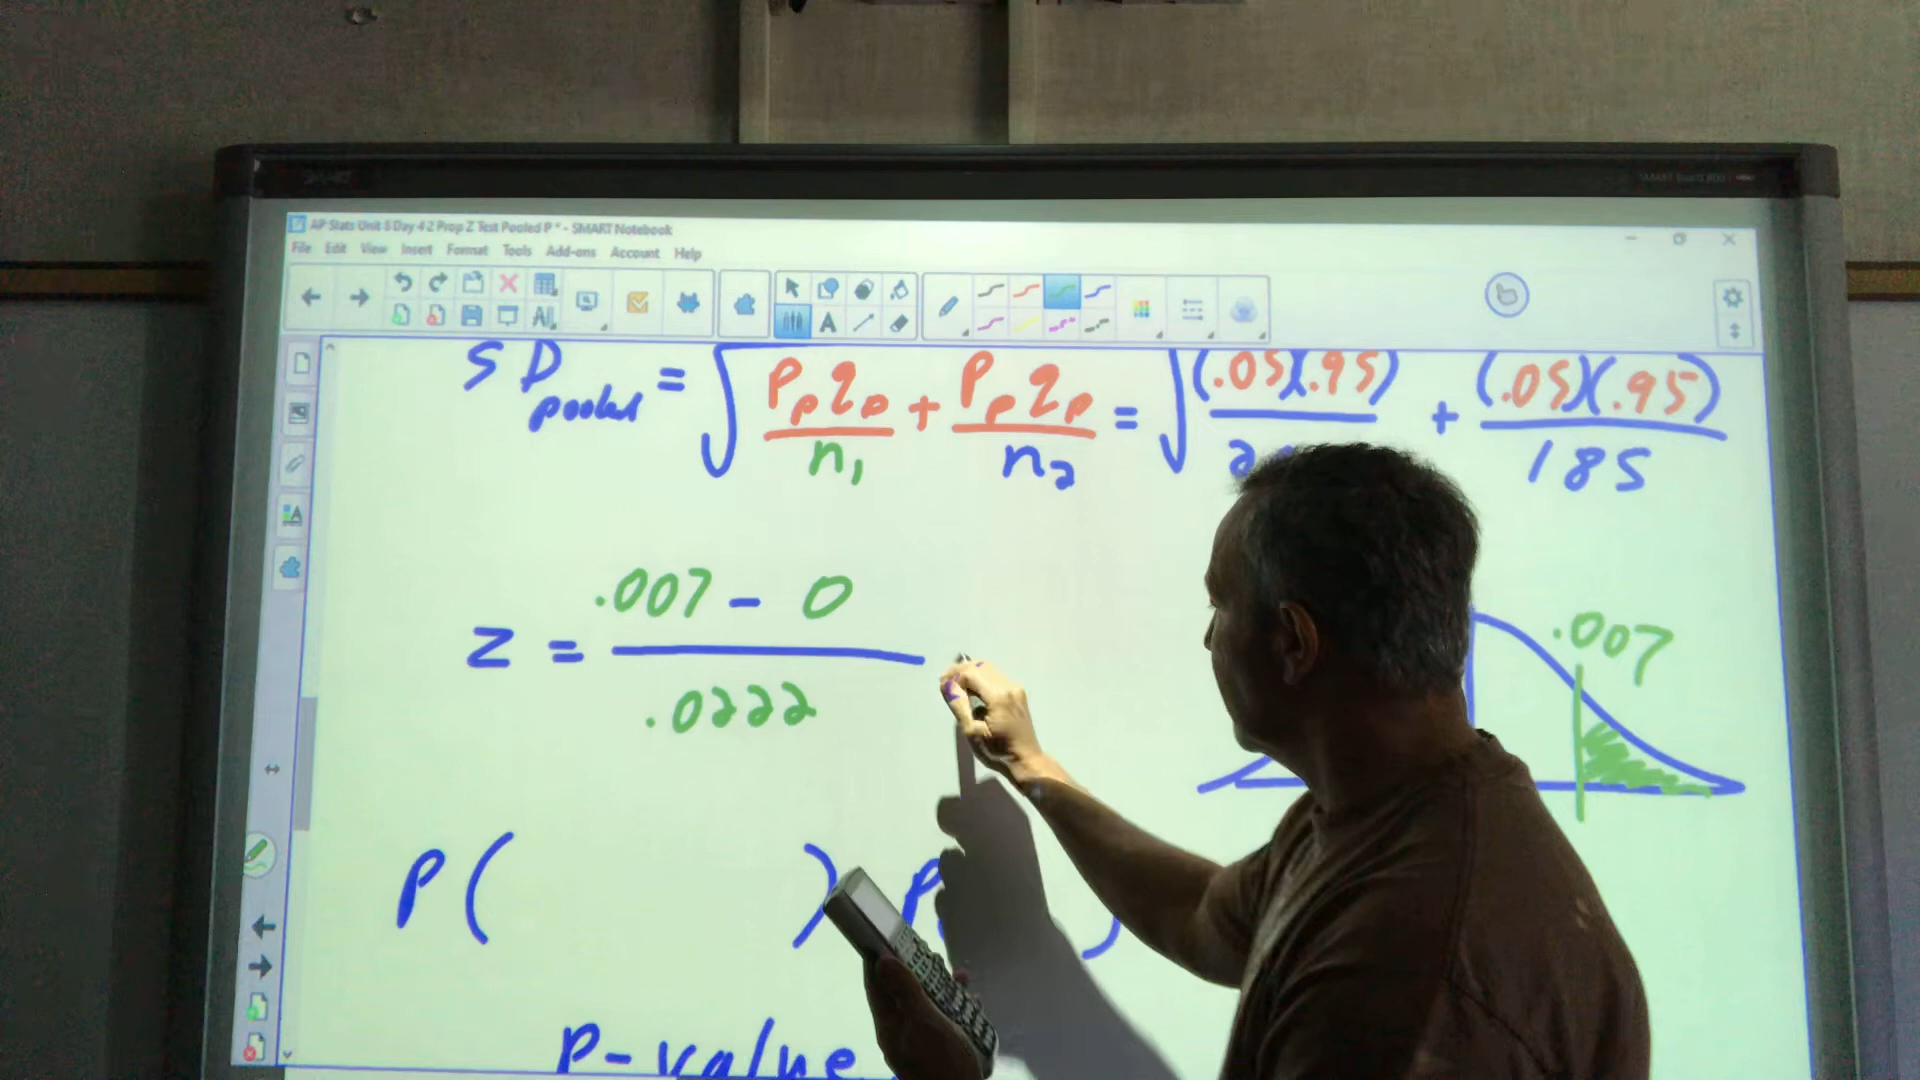 AP Stats Unit 5 Day 4 2 Prop Z Test Pooled P * - SMART Notebook
File Edit View Insert Format Tools Add-ons Account Help
SD pooled = √ Pₚqₚ/n₁ + Pₚqₚ/n₂ = √ (.05)(.95)/ + (.05)(.95)/185
z = .007 - 0 / .0222
.007
P( ) P( )
P-value